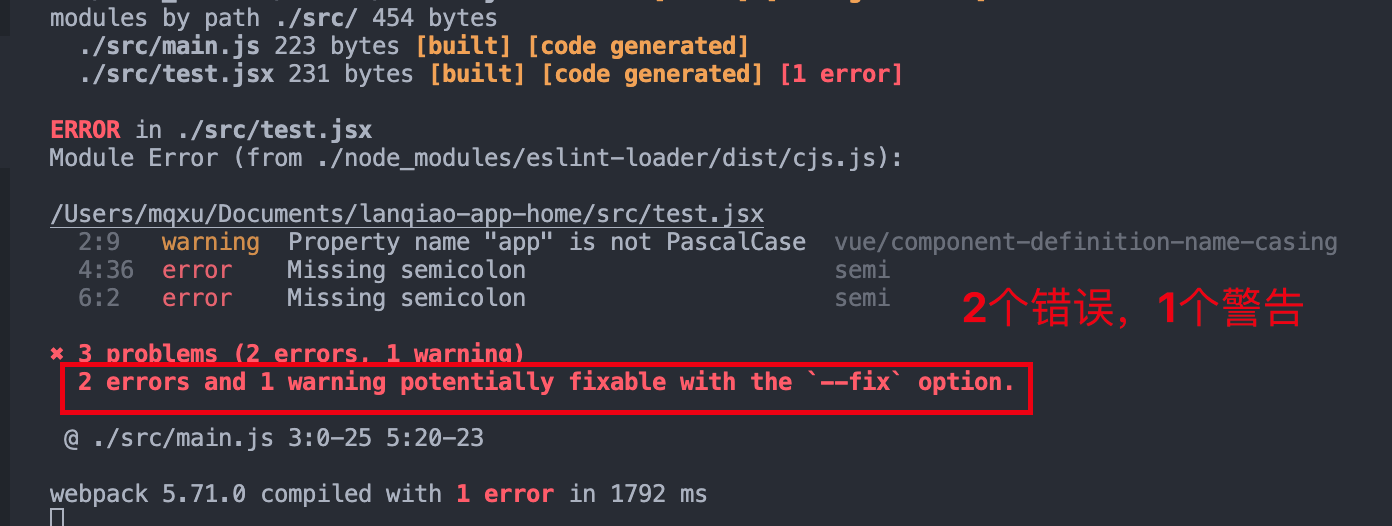 modules by path ./src/ 454 bytes
./src/main.js 223 bytes [built] [code generated]
./src/test.jsx 231 bytes [built] [code generated] [1 error]
ERROR in ./src/test.jsx
Module Error (from ./node_modules/eslint-loader/dist/cjs.js):
/Users/mqxu/Documents/lanqiao-app-home/src/test.jsx
2:9 warning Property name "app" is not PascalCase vue/component-definition-name-casing
4:36 error Missing semicolon semi
6:2 error Missing semicolon semi
2个错误，1个警告
✖ 3 problems (2 errors, 1 warning)
2 errors and 1 warning potentially fixable with the `--fix` option.
@ ./src/main.js 3:0-25 5:20-23
webpack 5.71.0 compiled with 1 error in 1792 ms